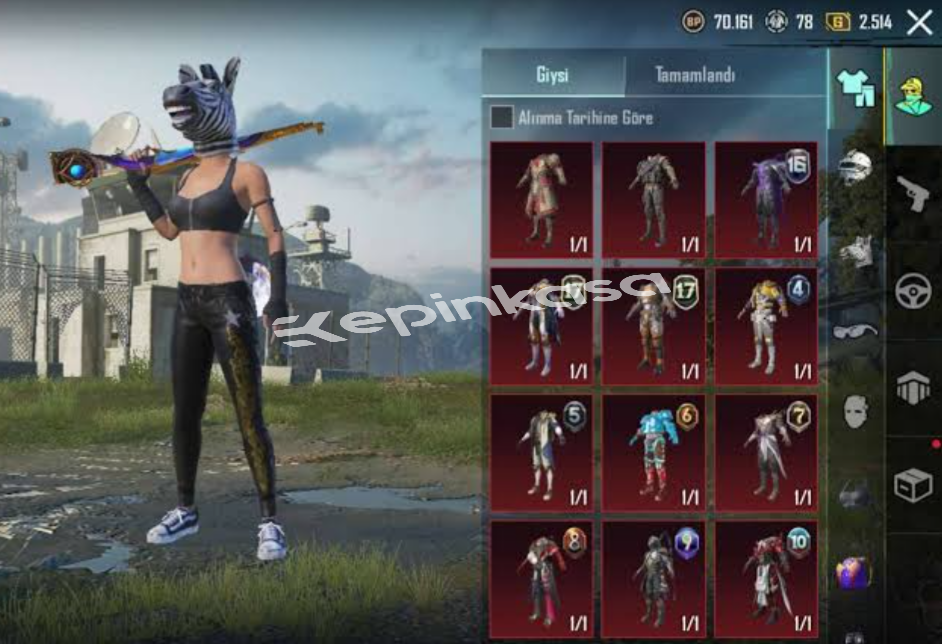 BP 70.161 78 G 2.514
Giysi Tamamlandı
Alınma Tarihine Göre
16
1/1 1/1 1/1
17 17 4
epinkasa
1/1 1/1 1/1
5 6 7
1/1 1/1 1/1
8 9 10
1/1 1/1 1/1